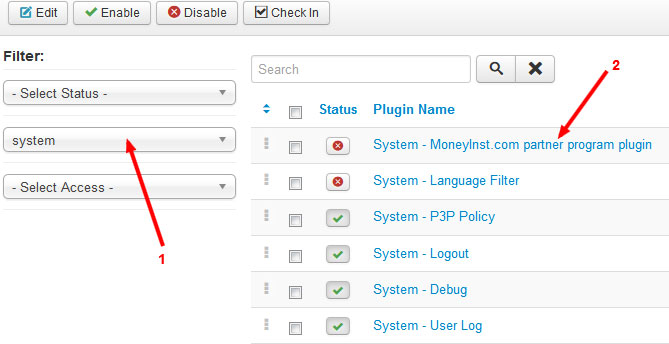 Edit Enable Disable Check In
Filter:
- Select Status -
system
- Select Access -
1
Search
2
Status Plugin Name
System - MoneyInst.com partner program plugin
System - Language Filter
System - P3P Policy
System - Logout
System - Debug
System - User Log